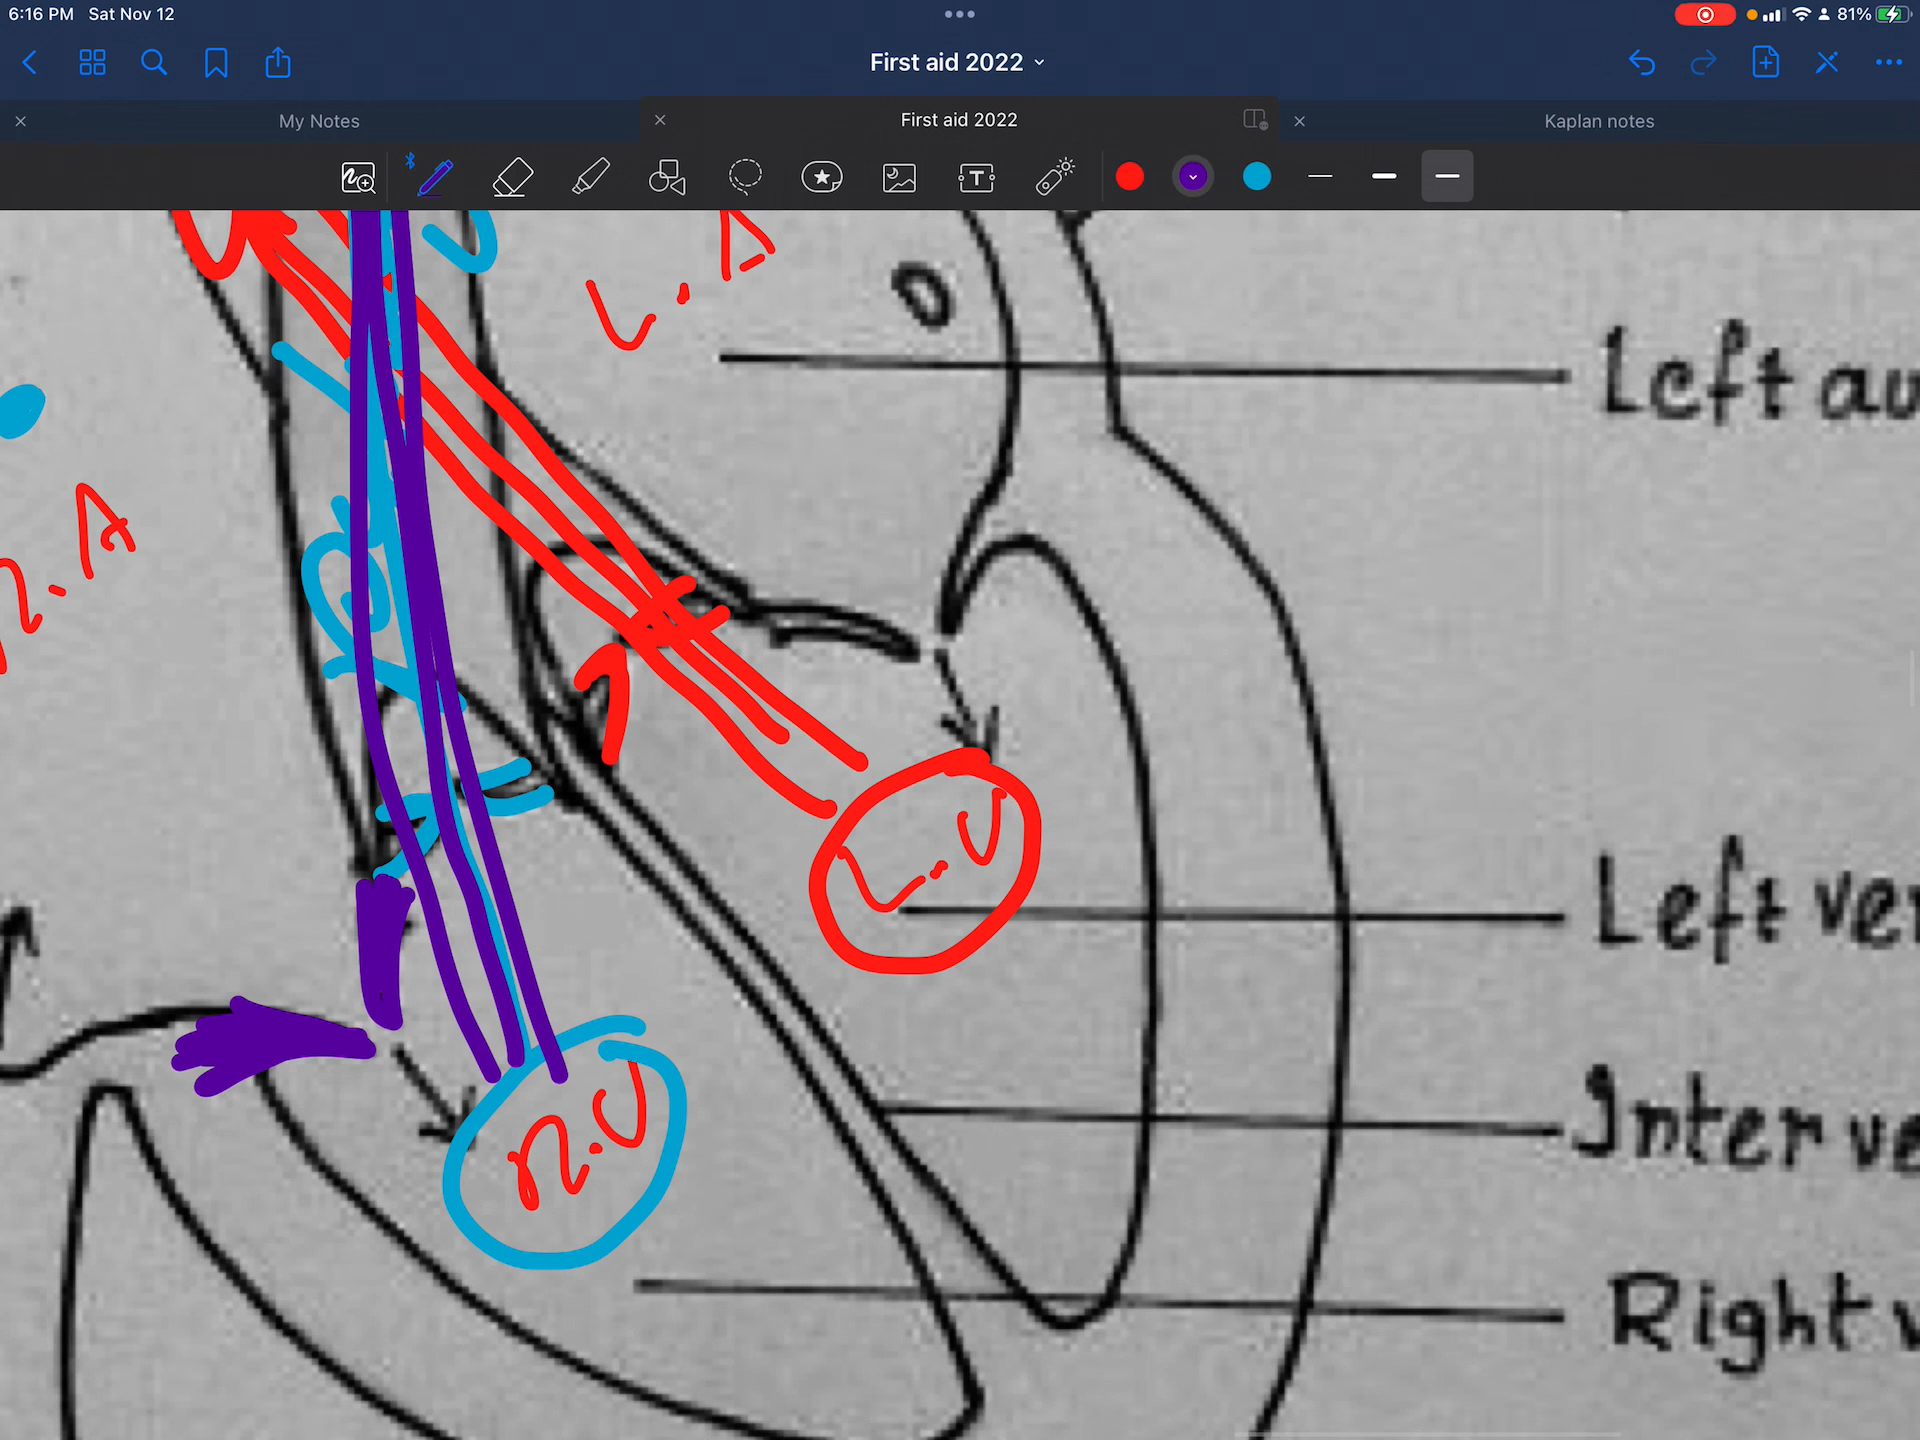 6:16 PM Sat Nov 12
81%
First aid 2022
My Notes
First aid 2022
Kaplan notes
L.A
Left au
R.A
L.V
Left ver
Interve
R.V
Right v